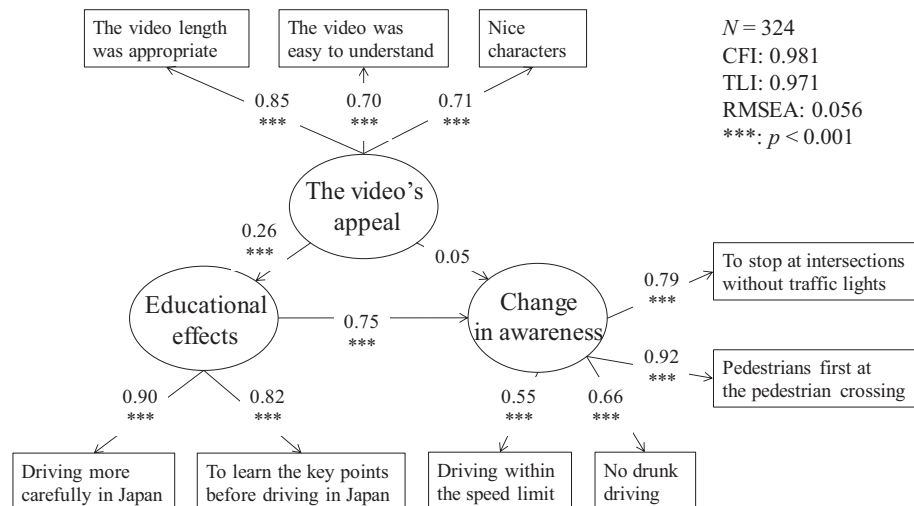 The video length
was appropriate
The video was
easy to understand
Nice
characters
N = 324
CFI: 0.981
TLI: 0.971
RMSEA: 0.056
***: p < 0.001
0.85
***
0.70
***
0.71
***
The video's
appeal
0.26
***
0.05
Educational
effects
0.75
***
Change
in awareness
0.79
***
To stop at intersections
without traffic lights
0.92
***
Pedestrians first at
the pedestrian crossing
0.90
***
0.82
***
0.55
***
0.66
***
Driving more
carefully in Japan
To learn the key points
before driving in Japan
Driving within
the speed limit
No drunk
driving